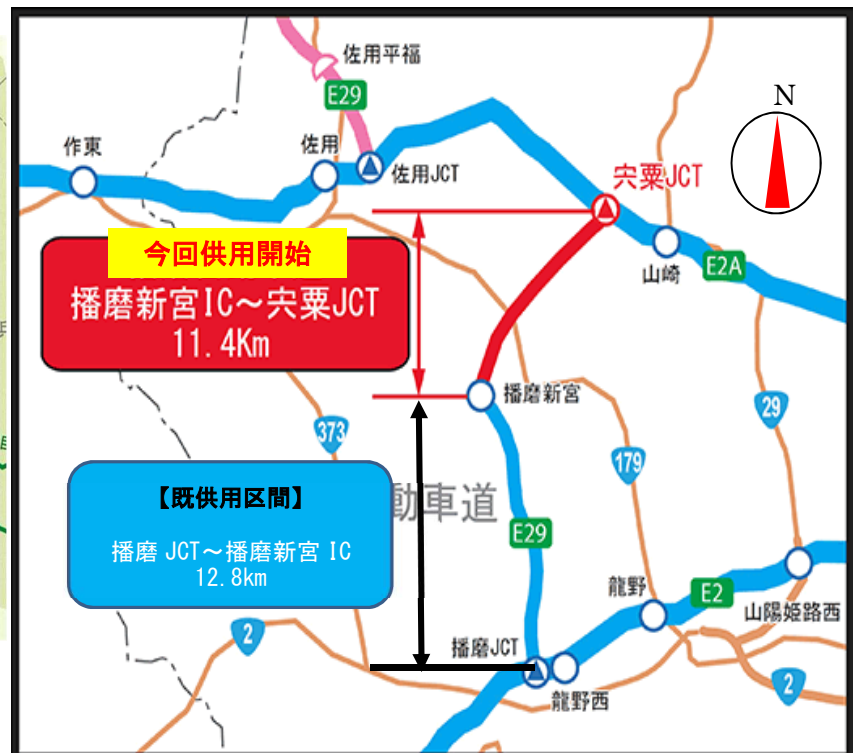 佐用平福
E29
N
作東
佐用
佐用JCT
宍粟JCT
今回供用開始
播磨新宮IC～宍粟JCT
11.4Km
山崎
E2A
播磨新宮
29
373
179
【既供用区間】
動車道
播磨 JCT～播磨新宮 IC
12.8km
E29
龍野
E2
山陽姫路西
2
播磨JCT
龍野西
2